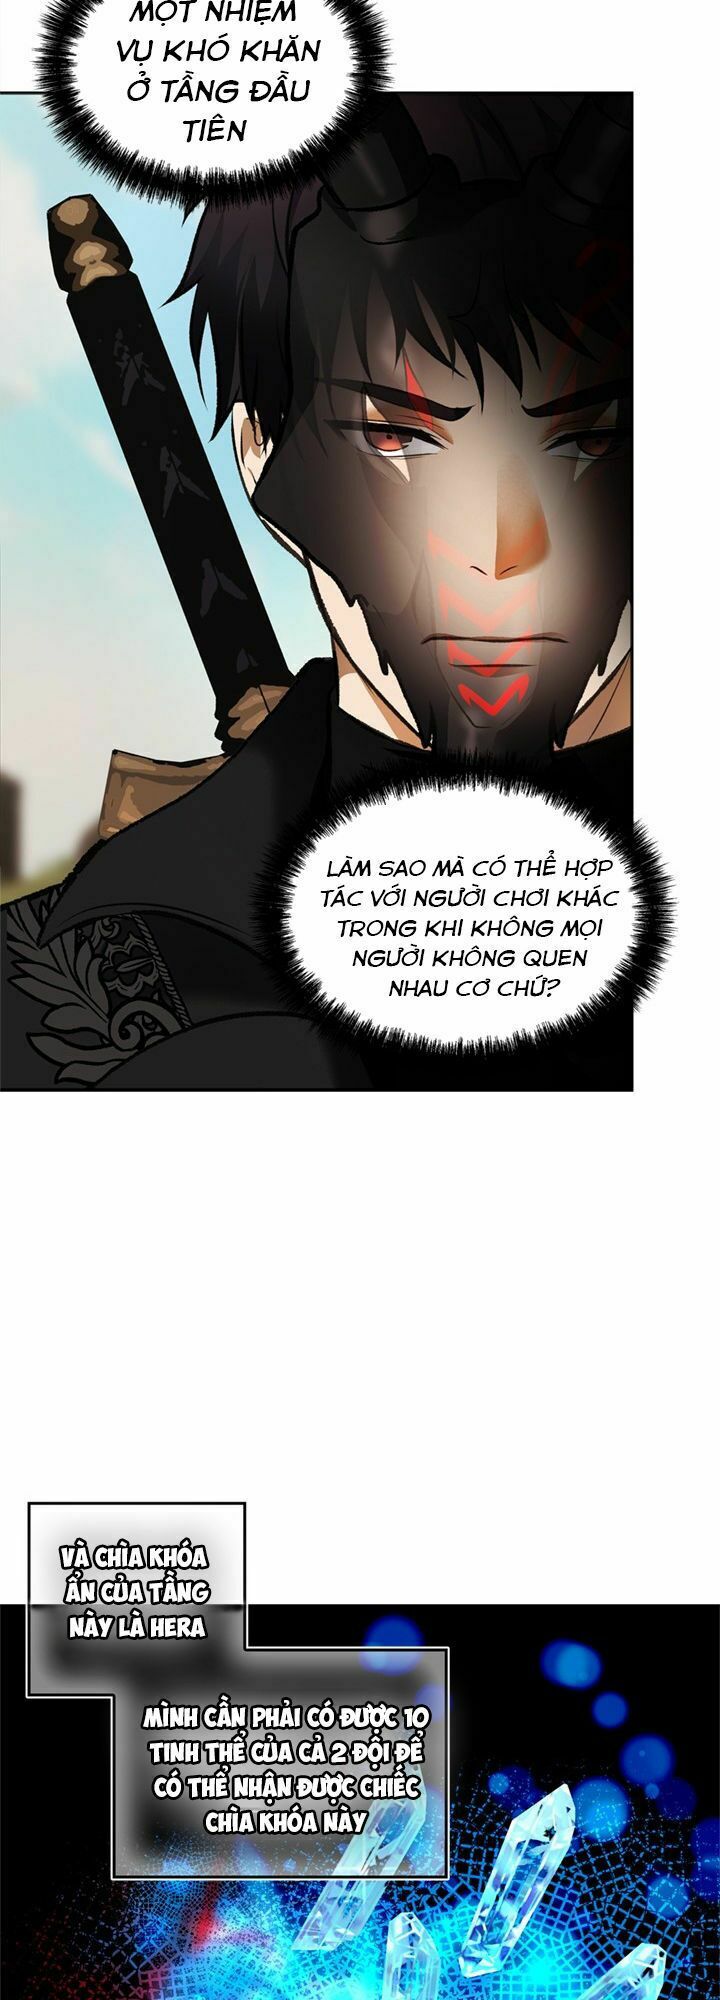 MỘT NHIỆM
VỤ KHÓ KHĂN
Ở TẦNG ĐẦU
TIÊN
LÀM SAO MÀ CÓ THỂ HỢP
TÁC VỚI NGƯỜI CHƠI KHÁC
TRONG KHI KHÔNG MỌI
NGƯỜI KHÔNG QUEN
NHAU CƠ CHỨ?
VÀ CHÌA KHÓA
ẨN CỦA TẦNG
NÀY LÀ HERA
MÌNH CẦN PHẢI CÓ ĐƯỢC 10
TINH THỂ CỦA CẢ 2 ĐỘI ĐỂ
CÓ THỂ NHẬN ĐƯỢC CHIẾC
CHÌA KHÓA NÀY